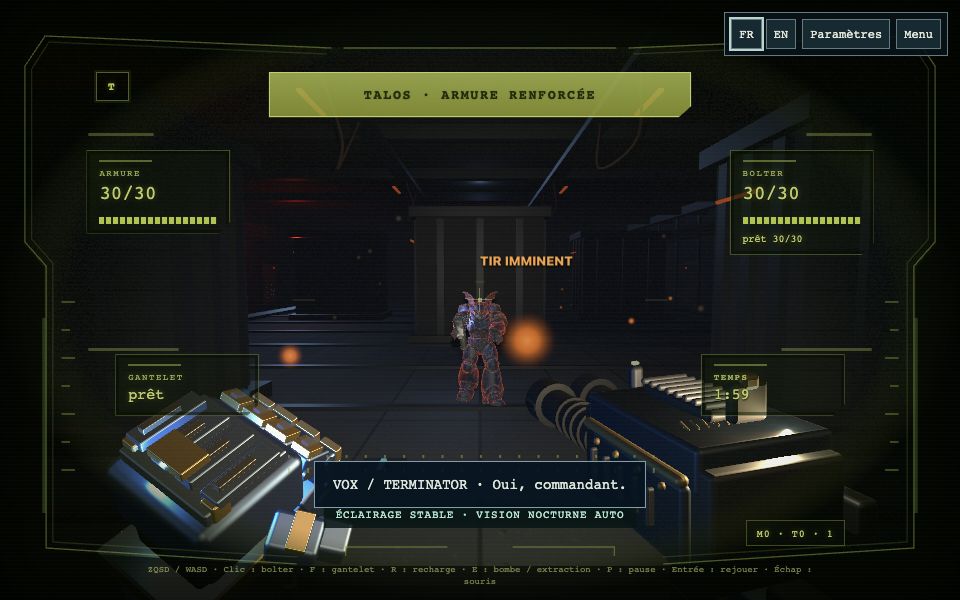 FR EN Paramètres Menu
T
TALOS · ARMURE RENFORCÉE
ARMURE
30/30
BOLTER
30/30
prêt 30/30
TIR IMMINENT
GANTELET
prêt
TEMPS
1:59
VOX / TERMINATOR · Oui, commandant.
ÉCLAIRAGE STABLE · VISION NOCTURNE AUTO
M0 · T0 · 1
ZQSD / WASD · Clic : bolter · F : gantelet · R : recharge · E : bombe / extraction · P : pause · Entrée : rejouer · Échap :
souris